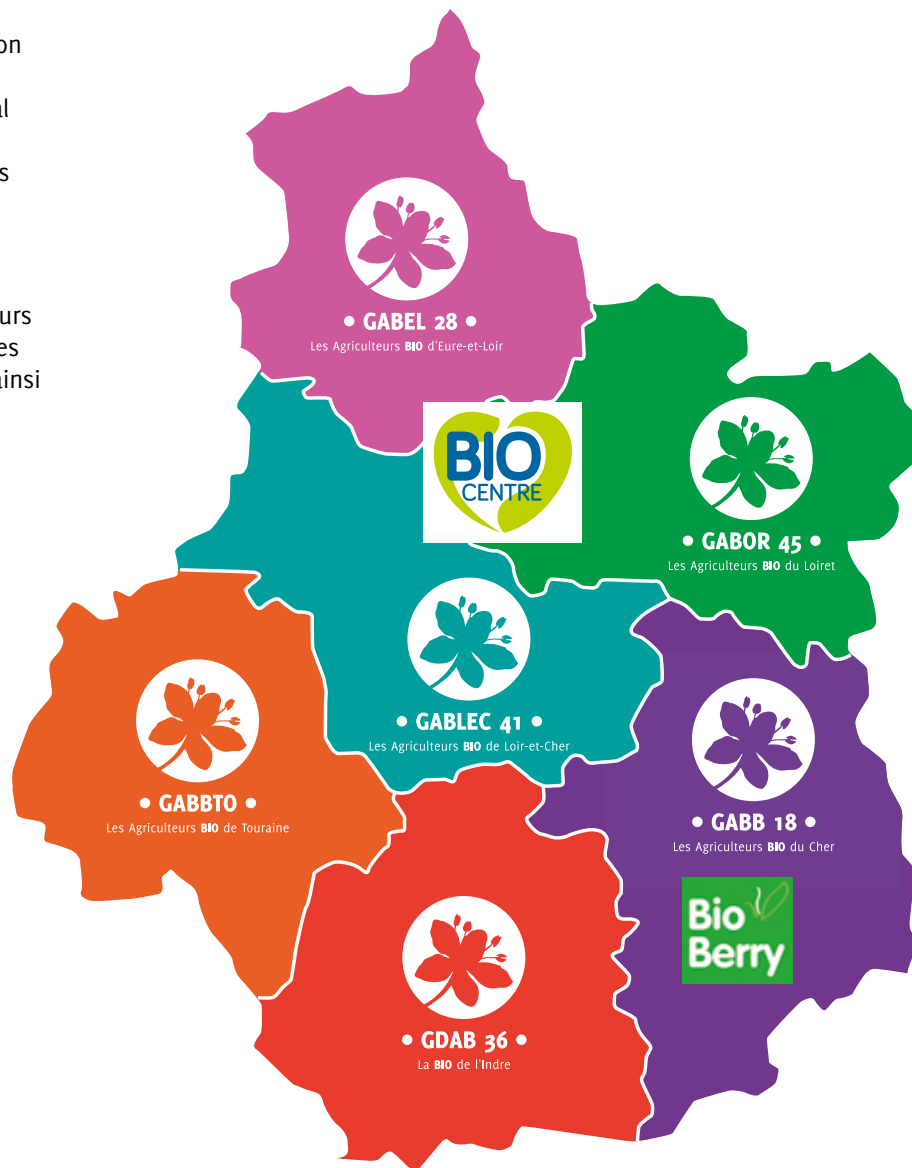 on
al
s
urs
es
ainsi
• GABEL 28 •
Les Agriculteurs BIO d'Eure-et-Loir
BIO
CENTRE
• GABOR 45 •
Les Agriculteurs BIO du Loiret
• GABLEC 41 •
Les Agriculteurs BIO de Loir-et-Cher
• GABBTO •
Les Agriculteurs BIO de Touraine
• GABB 18 •
Les Agriculteurs BIO du Cher
Bio
Berry
• GDAB 36 •
La BIO de l'Indre